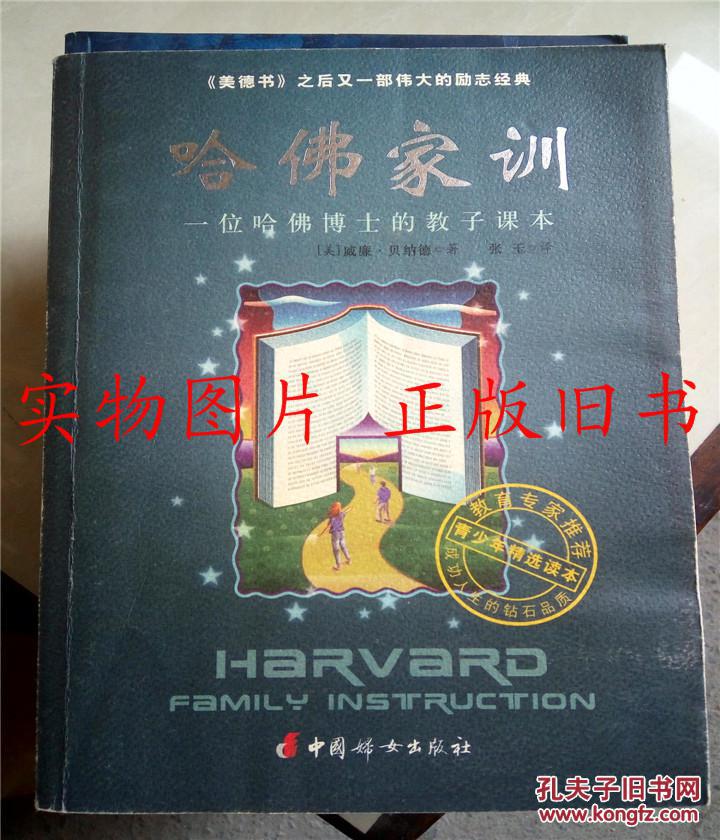 《美德书》之后又一部伟大的励志经典
哈佛家训
一位哈佛博士的教子课本
[美]威廉·贝纳德◎著 张玉◎译
实物图片 正版旧书
教育专家推荐
青少年精选读本
成功人生的钻石品质
HARVARD
FAMILY INSTRUCTION
中國婦女出版社
孔夫子旧书网
www.kongfz.com